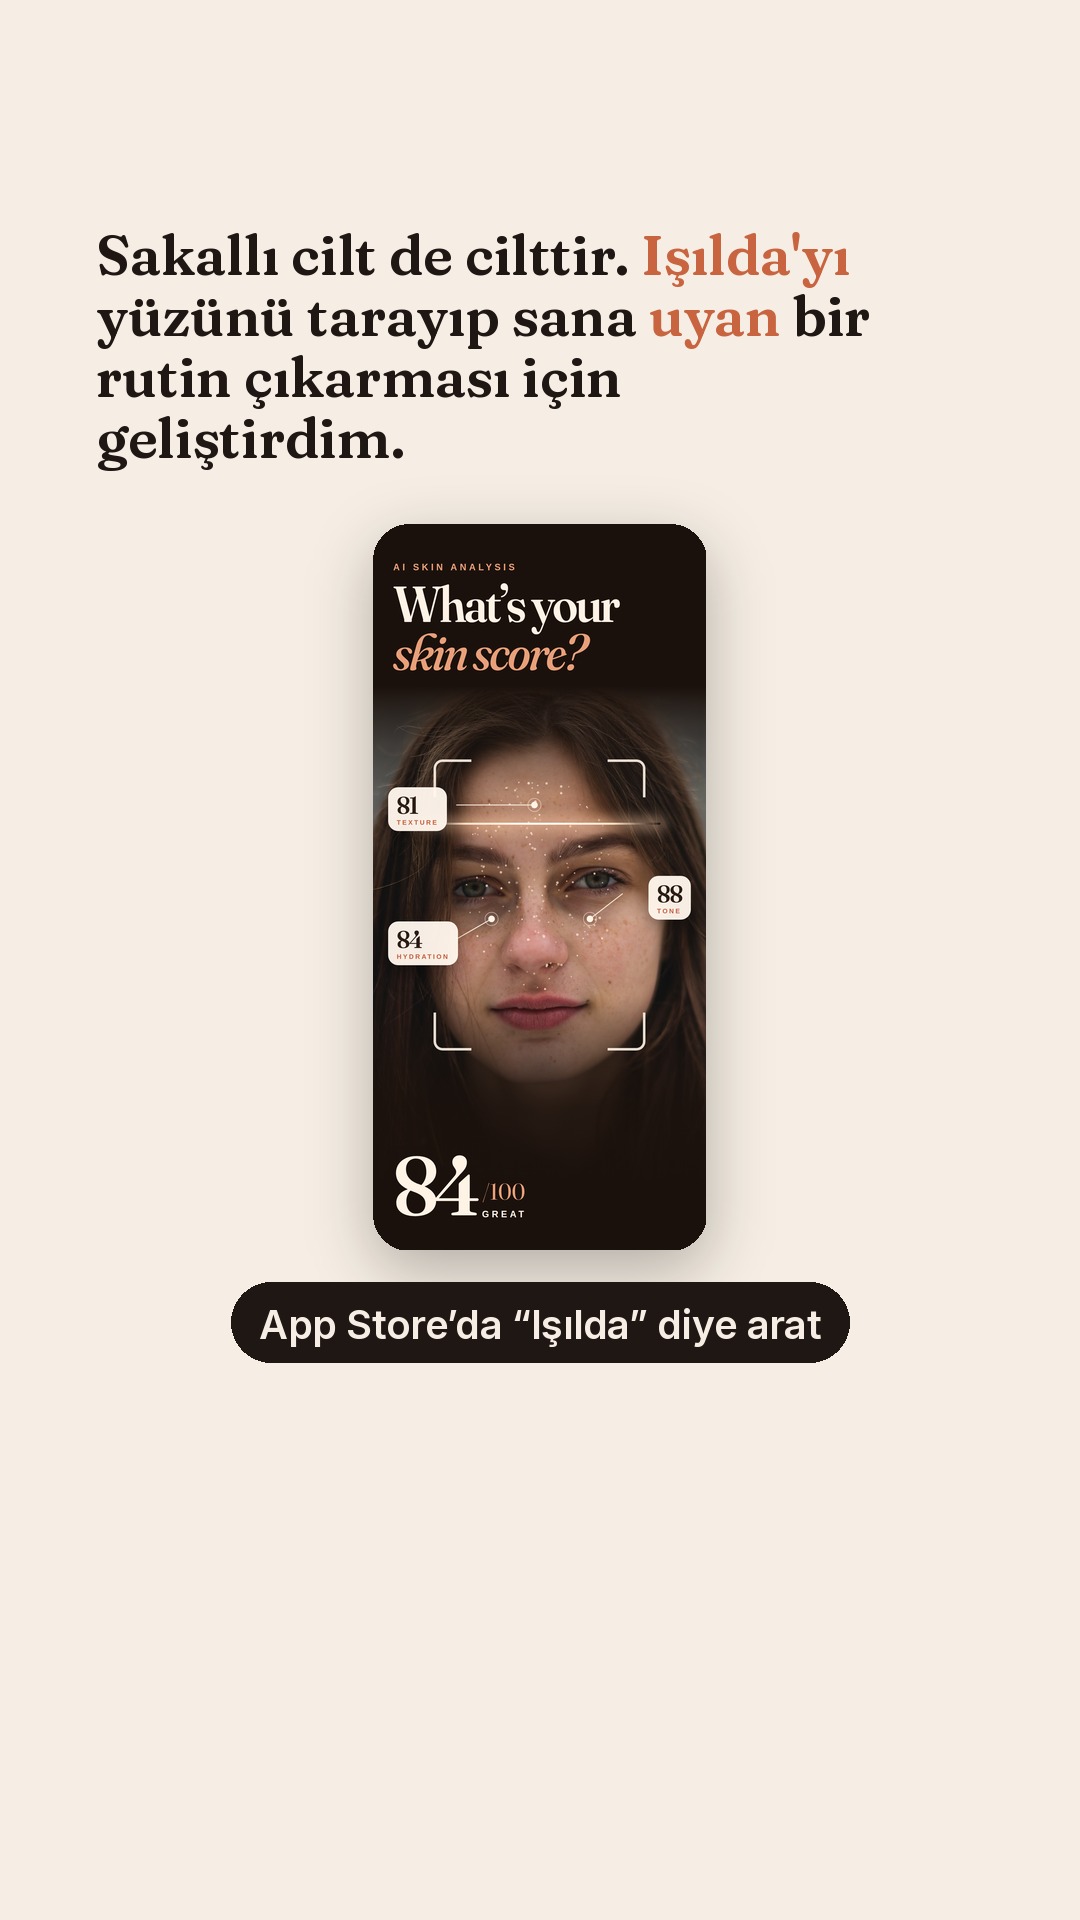 Sakallı cilt de cilttir. Işılda'yı
yüzünü tarayıp sana uyan bir
rutin çıkarması için
geliştirdim.
AI SKIN ANALYSIS
What’s your
skin score?
81
TEXTURE
88
TONE
84
HYDRATION
84 /100
GREAT
App Store’da “Işılda” diye arat